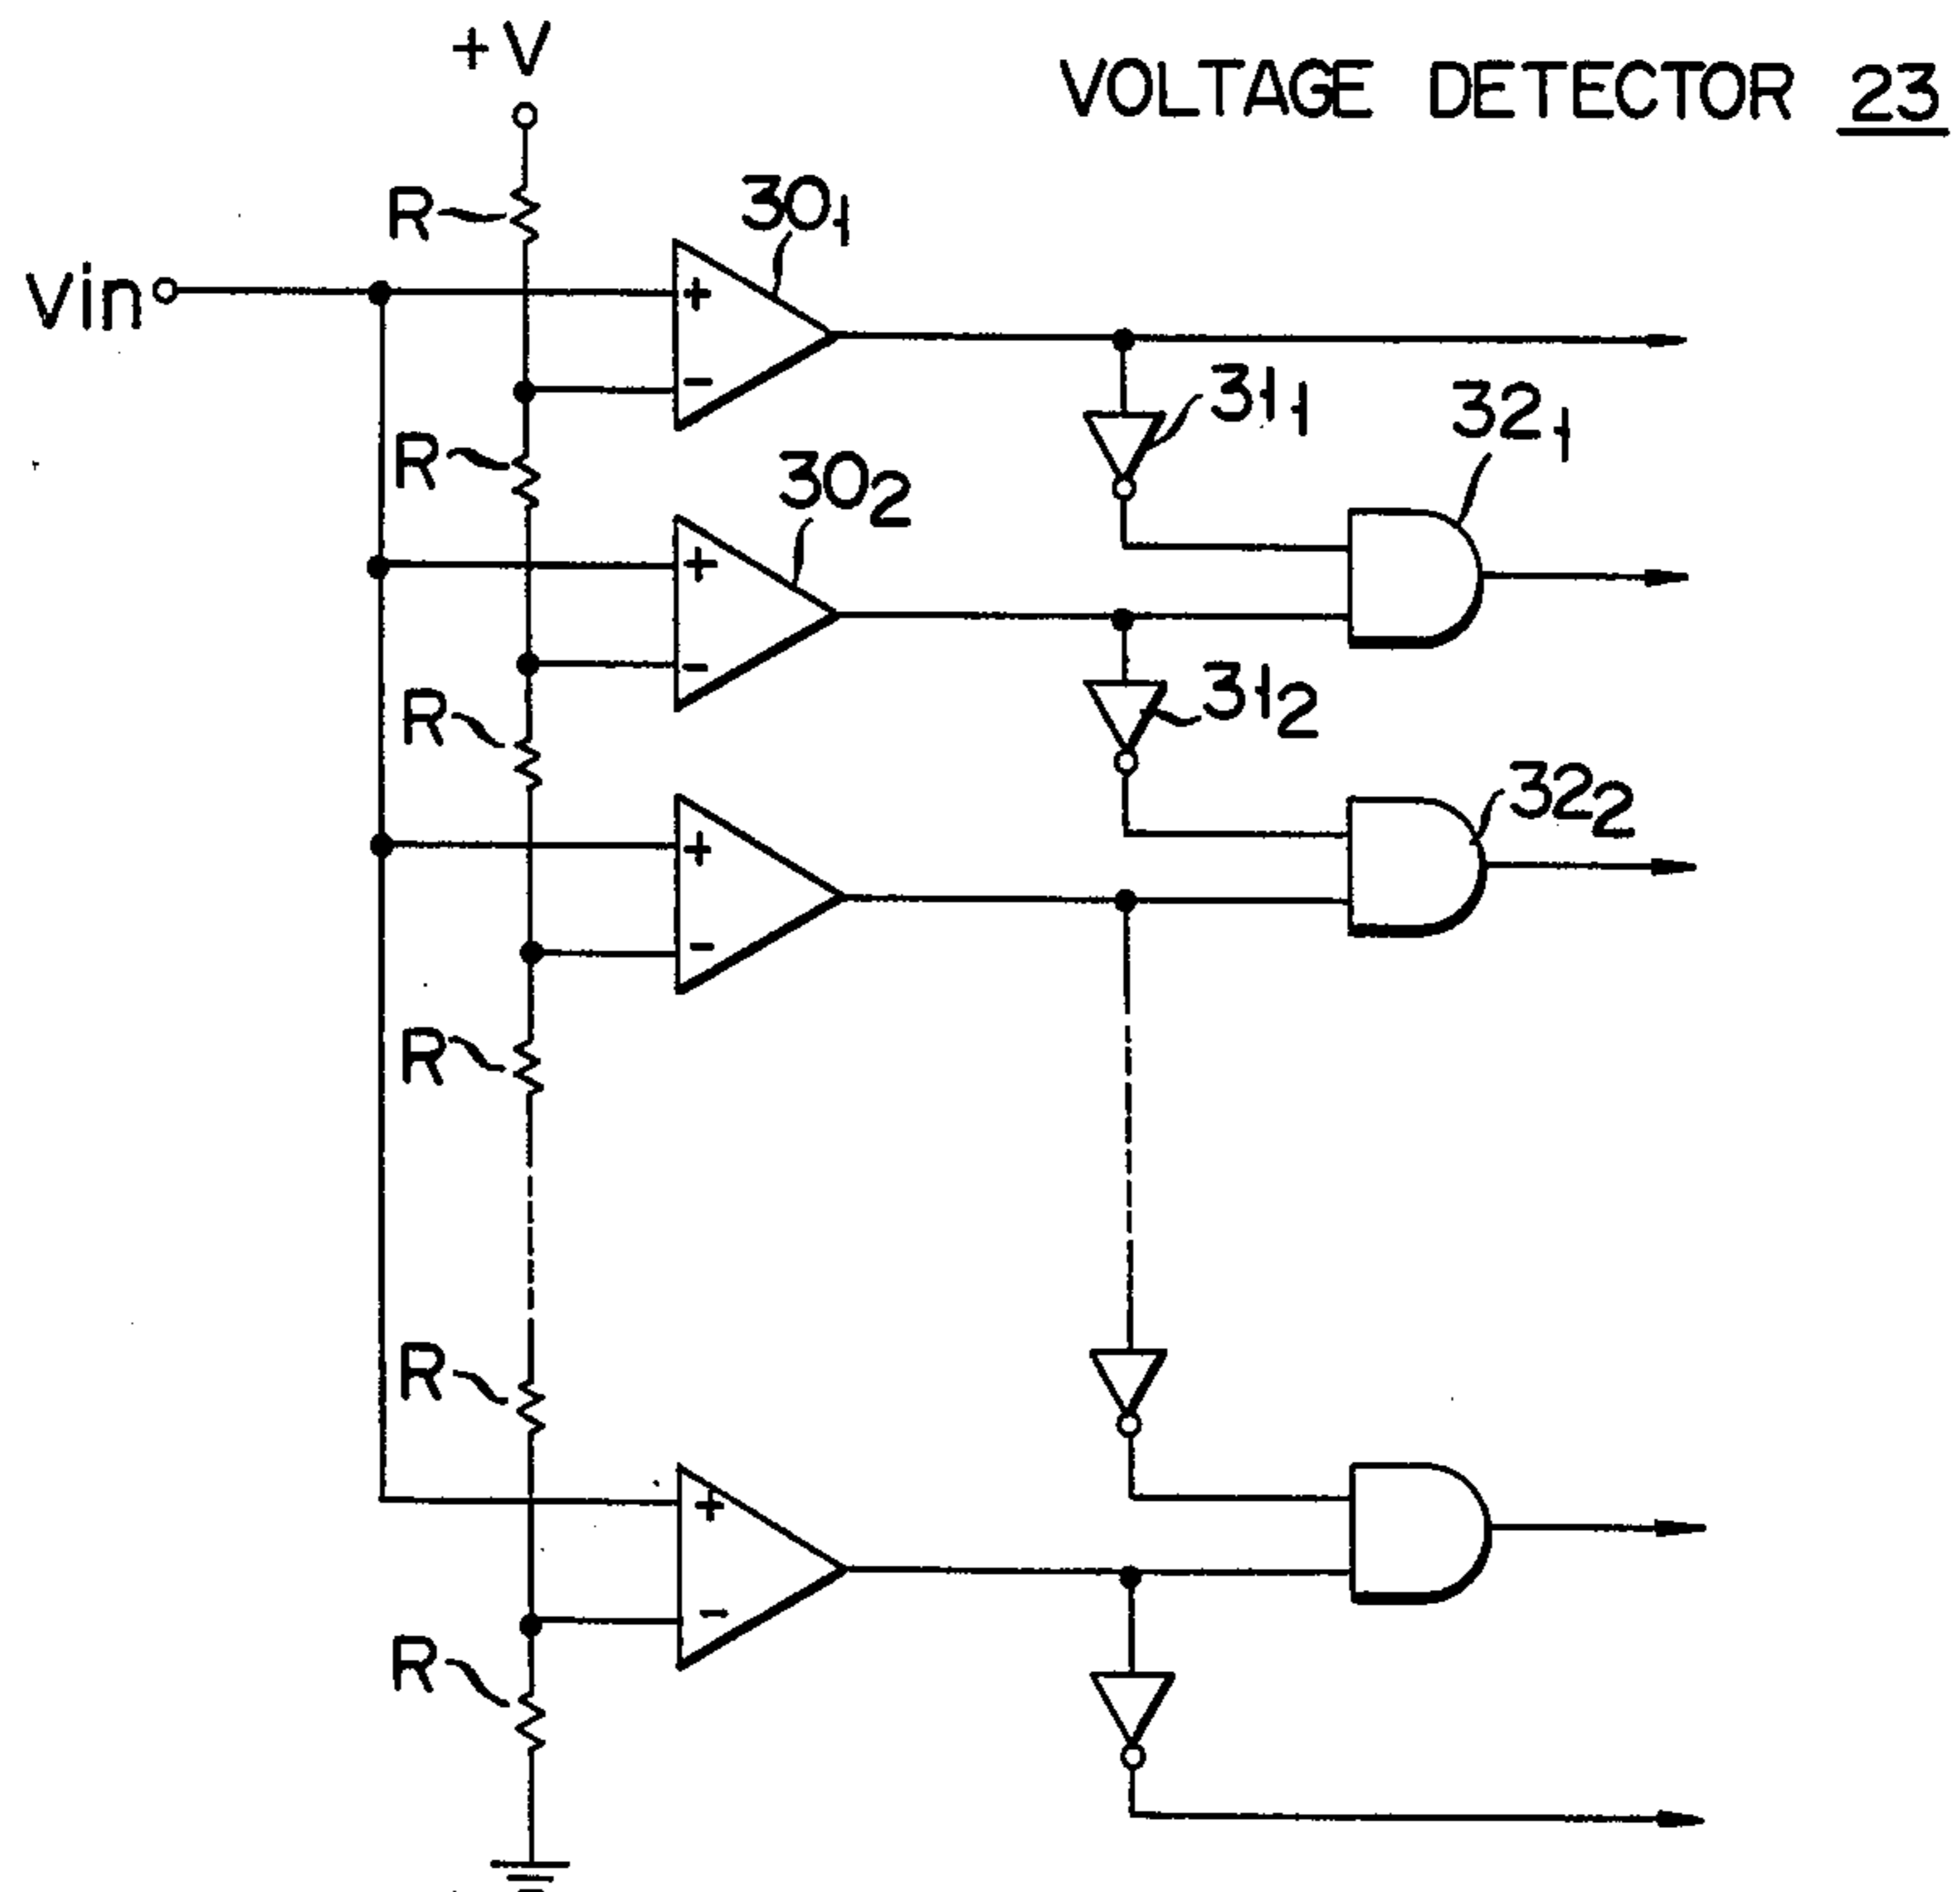 +V
VOLTAGE DETECTOR 23
R
30₁
Vin
+
-
31₁
32₁
R
30₂
+
-
31₂
R
32₂
+
-
R
R
+
-
R